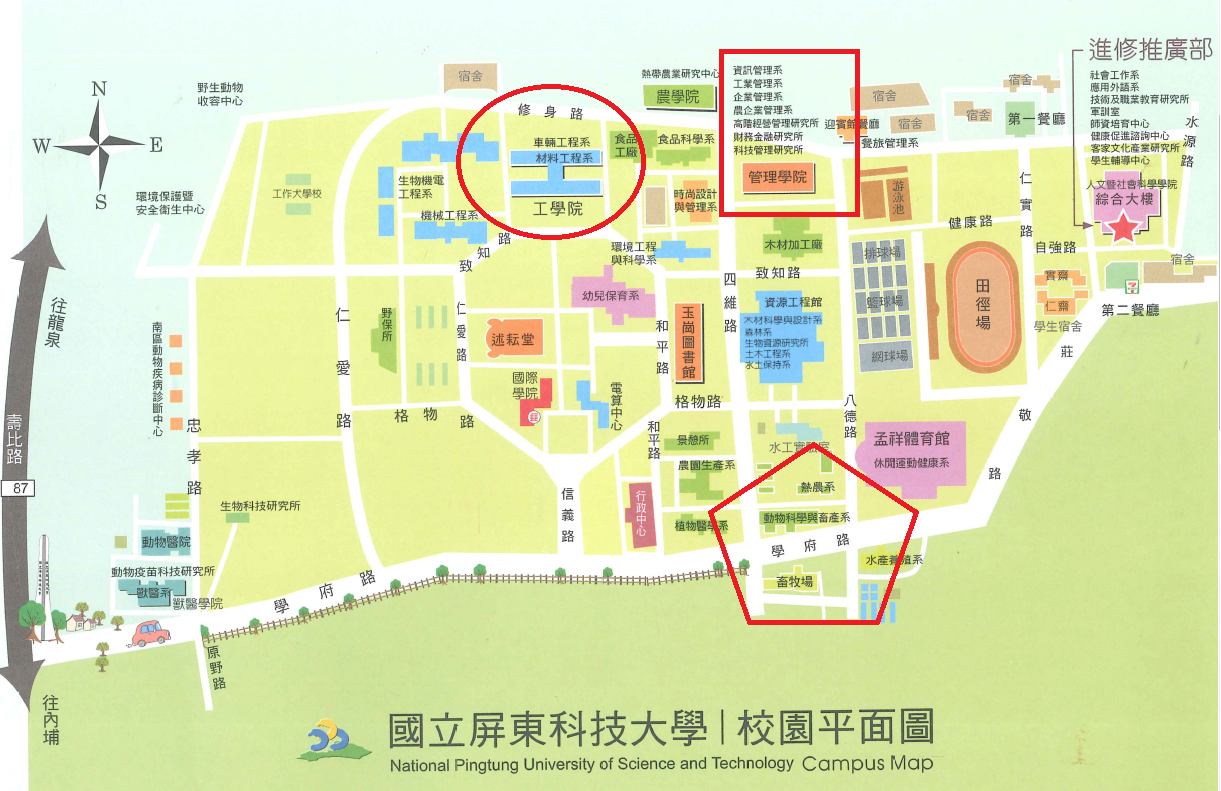 進修推廣部
社會工作系
應用外語系
技術及職業教育研究所
軍訓室
師資培育中心
健康促進諮詢中心
客家文化產業研究所
學生輔導中心
人文暨社會科學學院
綜合大樓
水源路
N
W
E
S
野生動物
收容中心
宿舍
修身路
車輛工程系
材料工程系
工學院
熱帶農業研究中心
農學院
食品
工廠
食品科學系
資訊管理系
工業管理系
企業管理系
農企業管理系
高階經營管理研究所
財務金融研究所
科技管理研究所
管理學院
宿舍
迎賓館餐廳
宿舍
餐旅管理系
宿舍
宿舍
第一餐廳
環境保護暨
安全衛生中心
工作犬學校
生物機電
工程系
機械工程系
時尚設計
與管理系
游泳池
仁實路
健康路
自強路
致知路
環境工程
與科學系
木材加工廠
四維路
致知路
排球場
籃球場
網球場
田徑場
實齋
仁齋
學生宿舍
宿舍
第二餐廳
7
往龍泉
壽比路
87
往內埔
南區動物疾病診斷中心
忠孝路
仁愛路
野保所
仁愛路
幼兒保育系
述耘堂
國際
學院
電算中心
和平路
玉崗圖書館
資源工程館
木材科學與設計系
森林系
生物資源研究所
土木工程系
水土保持系
格物路
格物路
和平路
八德路
莊敬路
景憩所
農園生產系
水工實驗室
孟祥體育館
休閒運動健康系
信義路
行政中心
植物醫學系
熱農系
動物科學與畜產系
學府路
畜牧場
水產養殖系
生物科技研究所
動物醫院
動物疫苗科技研究所
獸醫系
獸醫學院
學府路
原野路
國立屏東科技大學|校園平面圖
National Pingtung University of Science and Technology Campus Map